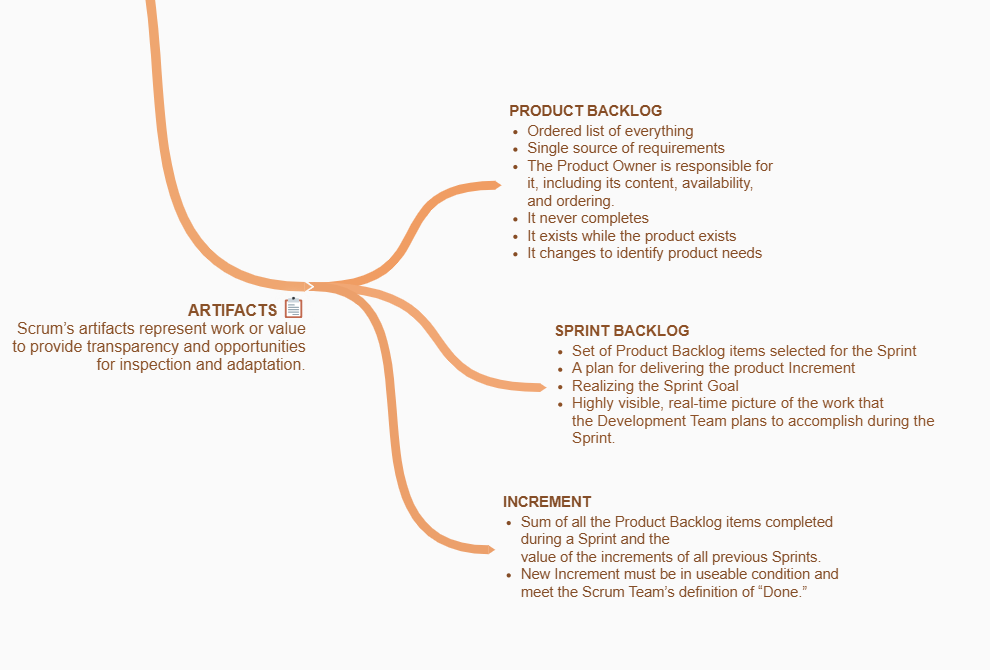 PRODUCT BACKLOG
• Ordered list of everything
• Single source of requirements
• The Product Owner is responsible for
it, including its content, availability,
and ordering.
• It never completes
• It exists while the product exists
• It changes to identify product needs
ARTIFACTS
Scrum’s artifacts represent work or value
to provide transparency and opportunities
for inspection and adaptation.
SPRINT BACKLOG
• Set of Product Backlog items selected for the Sprint
• A plan for delivering the product Increment
• Realizing the Sprint Goal
• Highly visible, real-time picture of the work that
the Development Team plans to accomplish during the
Sprint.
INCREMENT
• Sum of all the Product Backlog items completed
during a Sprint and the
value of the increments of all previous Sprints.
• New Increment must be in useable condition and
meet the Scrum Team’s definition of “Done.”